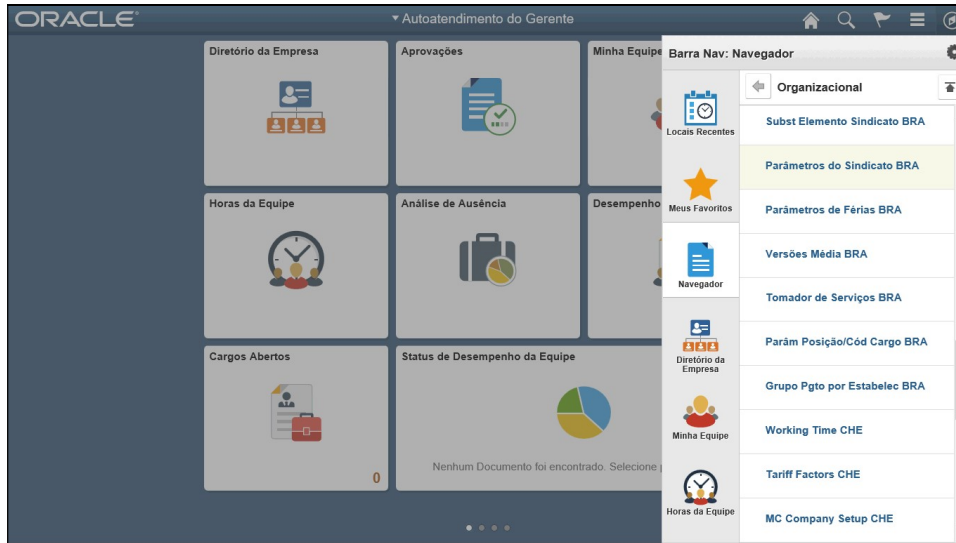 ORACLE
Autoatendimento do Gerente
Diretório da Empresa
Aprovações
Minha Equipe
Horas da Equipe
Análise de Ausência
Desempenho
Cargos Abertos
0
Status de Desempenho da Equipe
Nenhum Documento foi encontrado. Selecione
Barra Nav: Navegador
Locais Recentes
Meus Favoritos
Navegador
Diretório da
Empresa
Minha Equipe
Horas da Equipe
Organizacional
Subst Elemento Sindicato BRA
Parâmetros do Sindicato BRA
Parâmetros de Férias BRA
Versões Média BRA
Tomador de Serviços BRA
Parâm Posição/Cód Cargo BRA
Grupo Pgto por Estabelec BRA
Working Time CHE
Tariff Factors CHE
MC Company Setup CHE